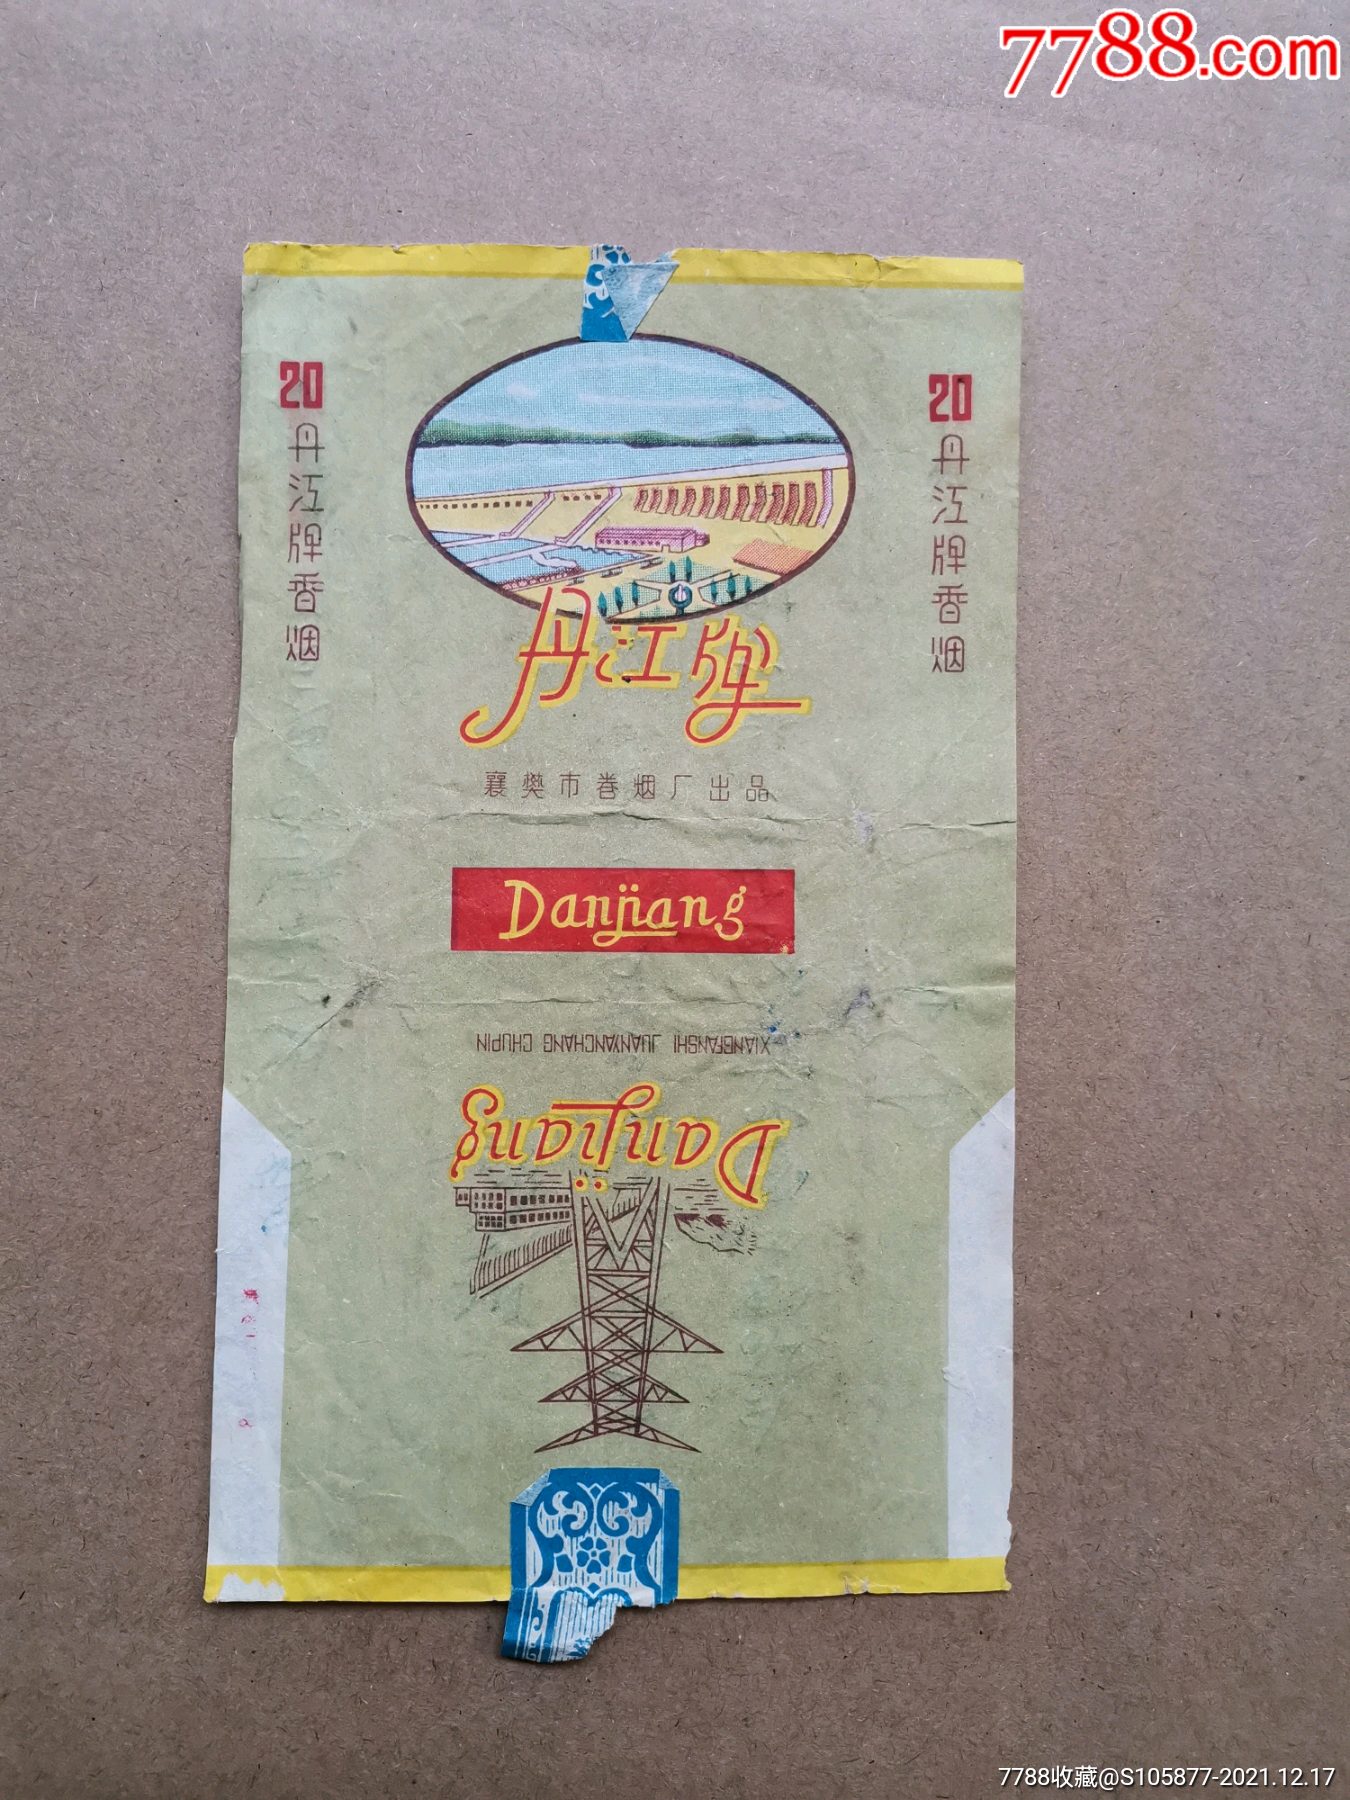 7788.com
20
丹江牌香烟
20
丹江牌香烟
丹江牌
襄樊市卷烟厂出品
Danjiang
XIANGFANSHI JUANYANCHANG CHUPIN
Danjiang
7788收藏@S105877-2021.12.17